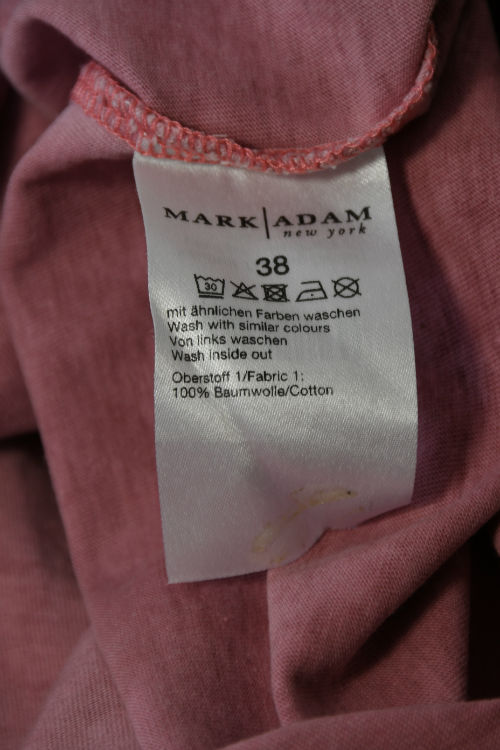 MARK ADAM
new york
38
30
mit ähnlichen Farben waschen
Wash with similar colours
Von links waschen
Wash inside out
Oberstoff 1/Fabric 1:
100% Baumwolle/Cotton